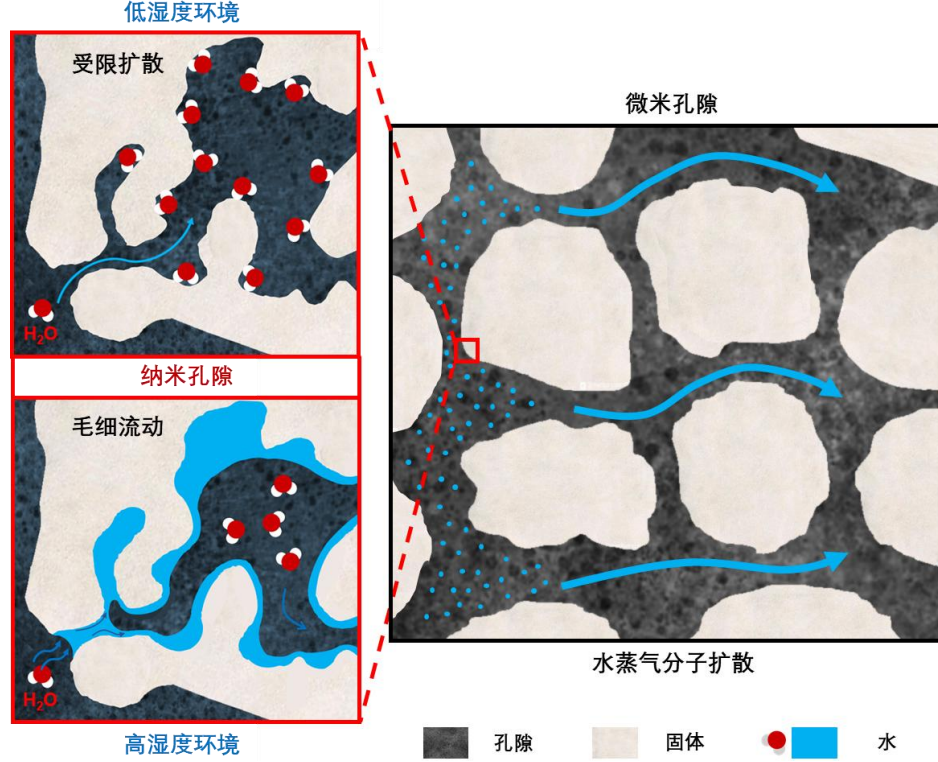 低湿度环境
受限扩散
H₂O
纳米孔隙
毛细流动
H₂O
高湿度环境
微米孔隙
水蒸气分子扩散
孔隙
固体
水